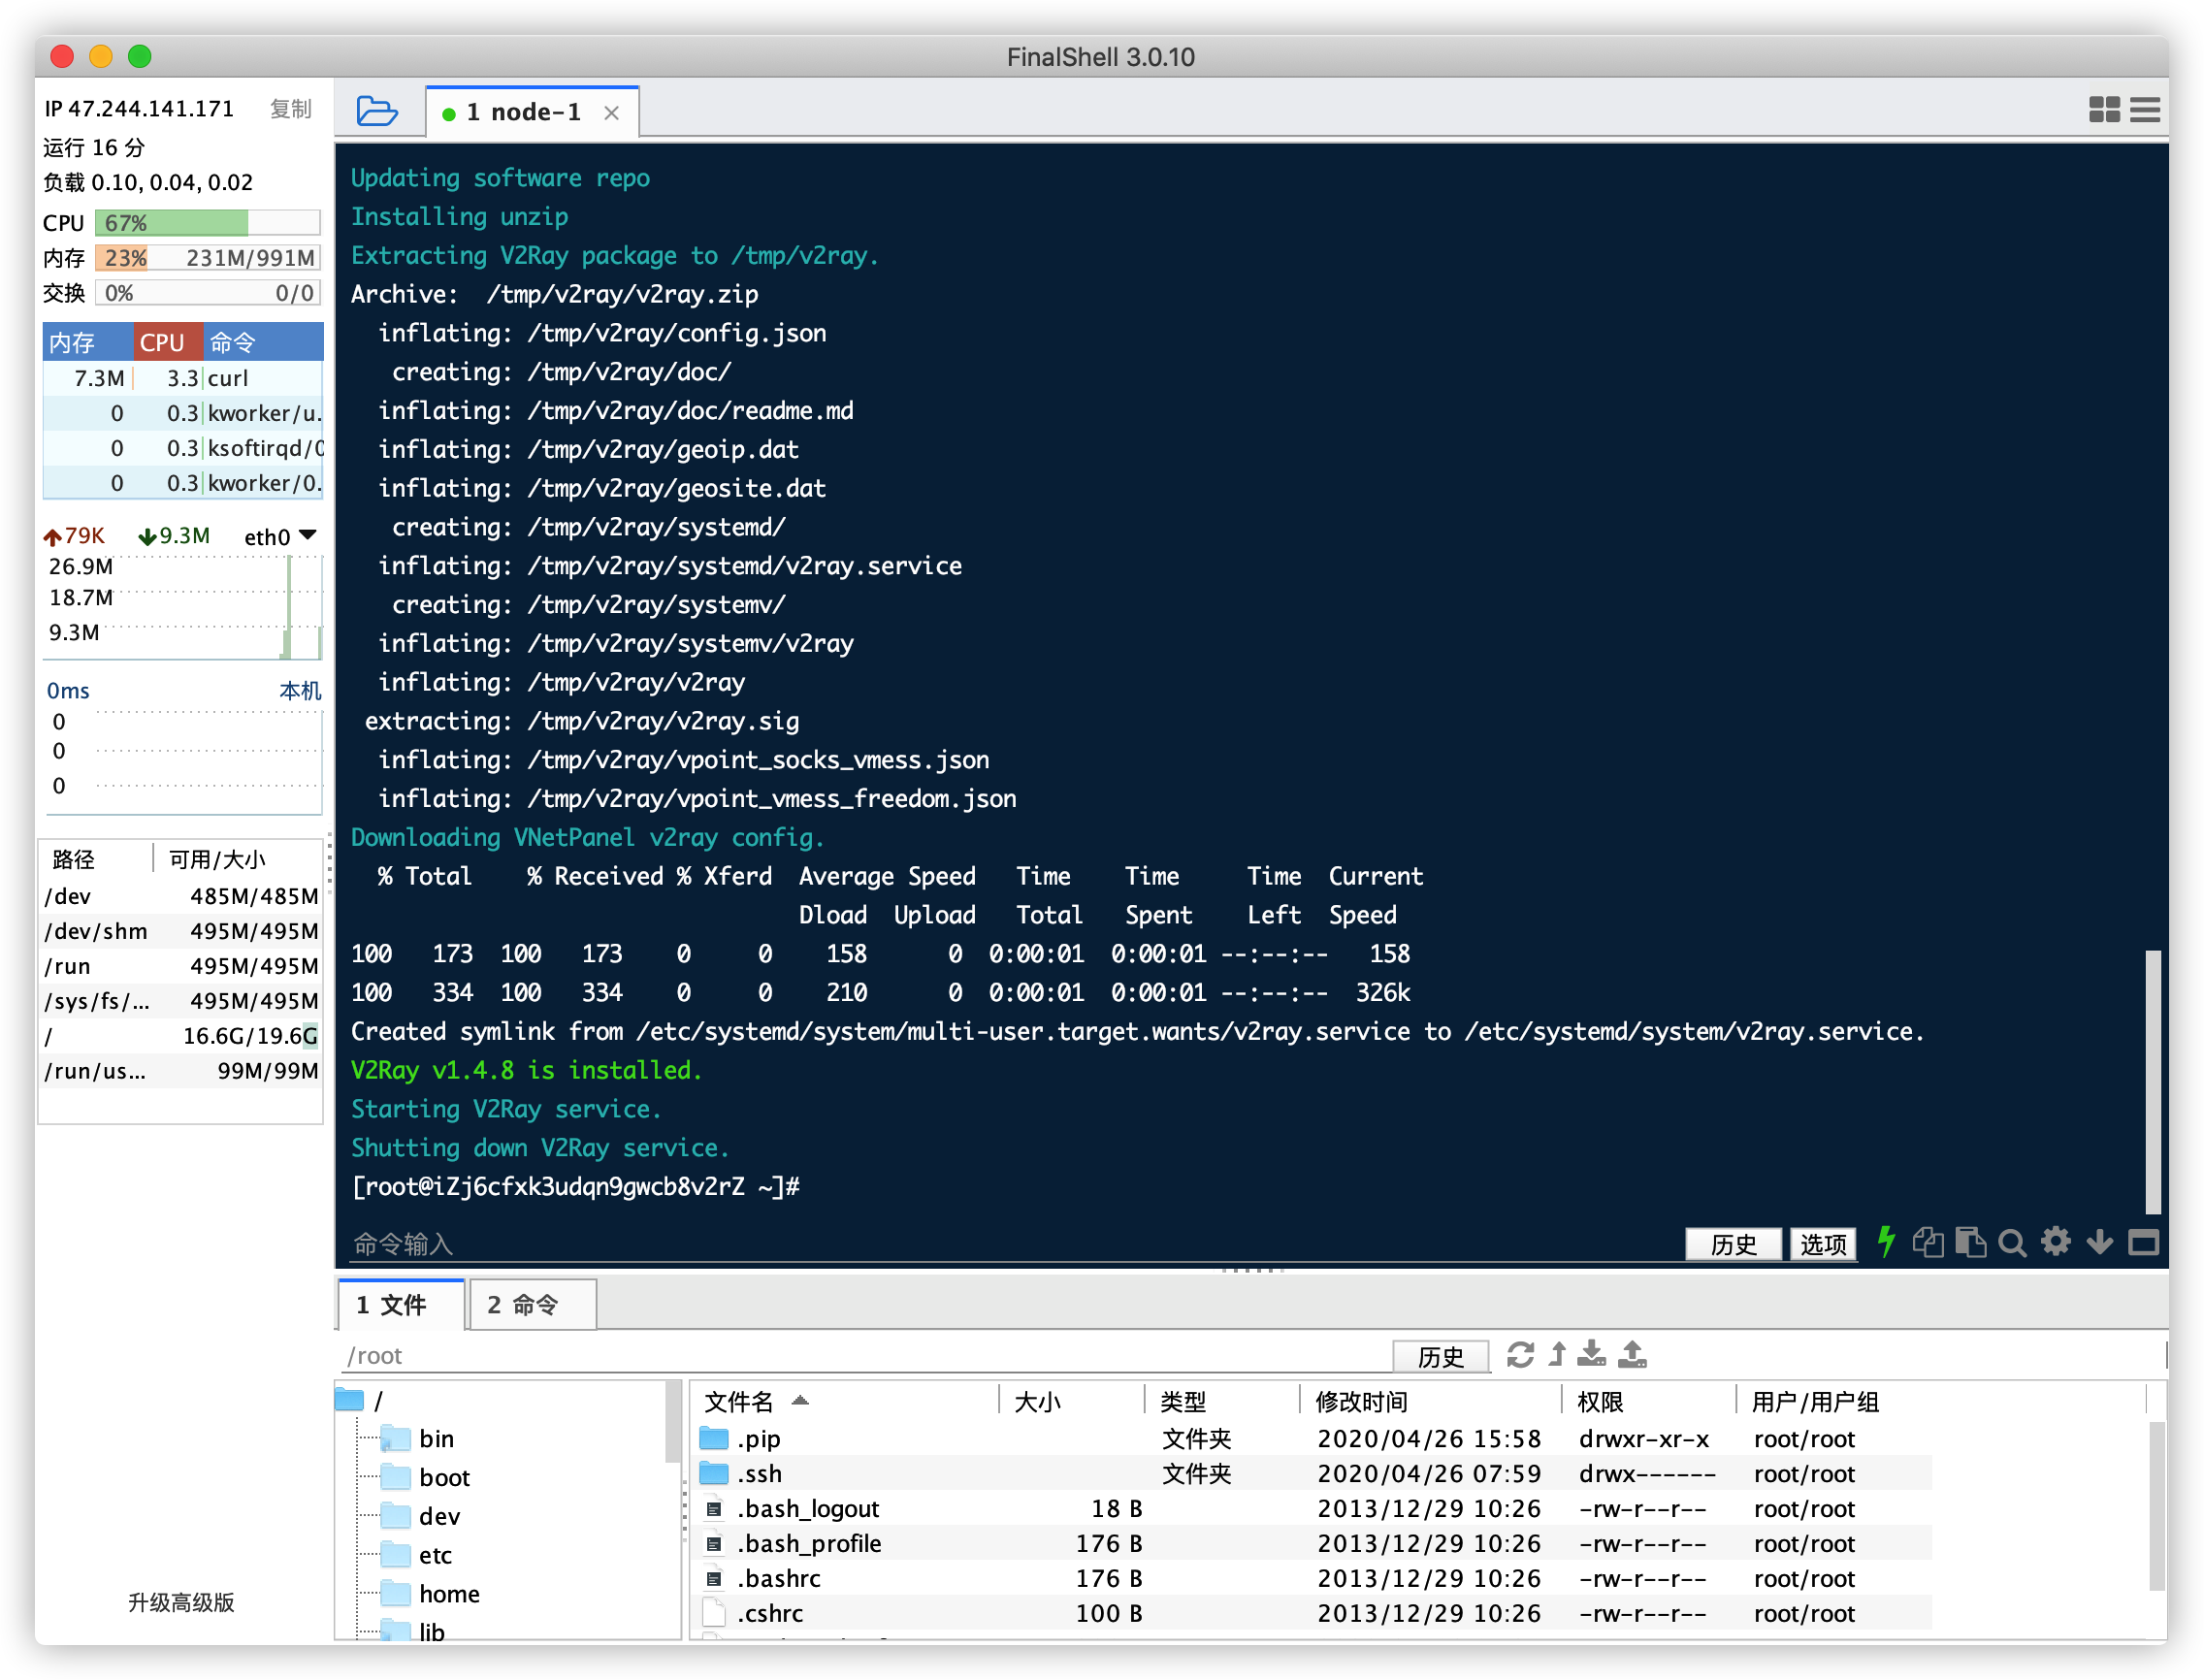 FinalShell 3.0.10
IP 47.244.141.171 复制
运行 16 分
负载 0.10, 0.04, 0.02
CPU 67%
内存 23% 231M/991M
交换 0% 0/0
内存 CPU 命令
7.3M 3.3 curl
0 0.3 kworker/u.
0 0.3 ksoftirqd/0
0 0.3 kworker/0.
79K 9.3M eth0
26.9M
18.7M
9.3M
0ms 本机
0
0
0
路径 可用/大小
/dev 485M/485M
/dev/shm 495M/495M
/run 495M/495M
/sys/fs/... 495M/495M
/ 16.6G/19.6G
/run/us... 99M/99M
升级高级版
1 node-1
Updating software repo
Installing unzip
Extracting V2Ray package to /tmp/v2ray.
Archive:  /tmp/v2ray/v2ray.zip
inflating: /tmp/v2ray/config.json
creating: /tmp/v2ray/doc/
inflating: /tmp/v2ray/doc/readme.md
inflating: /tmp/v2ray/geoip.dat
inflating: /tmp/v2ray/geosite.dat
creating: /tmp/v2ray/systemd/
inflating: /tmp/v2ray/systemd/v2ray.service
creating: /tmp/v2ray/systemv/
inflating: /tmp/v2ray/systemv/v2ray
inflating: /tmp/v2ray/v2ray
extracting: /tmp/v2ray/v2ray.sig
inflating: /tmp/v2ray/vpoint_socks_vmess.json
inflating: /tmp/v2ray/vpoint_vmess_freedom.json
Downloading VNetPanel v2ray config.
% Total % Received % Xferd Average Speed Time Time Time Current
Dload Upload Total Spent Left Speed
100 173 100 173 0 0 158 0 0:00:01 0:00:01 --:--:-- 158
100 334 100 334 0 0 210 0 0:00:01 0:00:01 --:--:-- 326k
Created symlink from /etc/systemd/system/multi-user.target.wants/v2ray.service to /etc/systemd/system/v2ray.service.
V2Ray v1.4.8 is installed.
Starting V2Ray service.
Shutting down V2Ray service.
[root@iZj6cfxk3udqn9gwcb8v2rZ ~]#
命令输入 历史 选项
1 文件 2 命令
/root 历史
/
bin
boot
dev
etc
home
lib
文件名 大小 类型 修改时间 权限 用户/用户组
.pip 文件夹 2020/04/26 15:58 drwxr-xr-x root/root
.ssh 文件夹 2020/04/26 07:59 drwx------ root/root
.bash_logout 18 B 2013/12/29 10:26 -rw-r--r-- root/root
.bash_profile 176 B 2013/12/29 10:26 -rw-r--r-- root/root
.bashrc 176 B 2013/12/29 10:26 -rw-r--r-- root/root
.cshrc 100 B 2013/12/29 10:26 -rw-r--r-- root/root